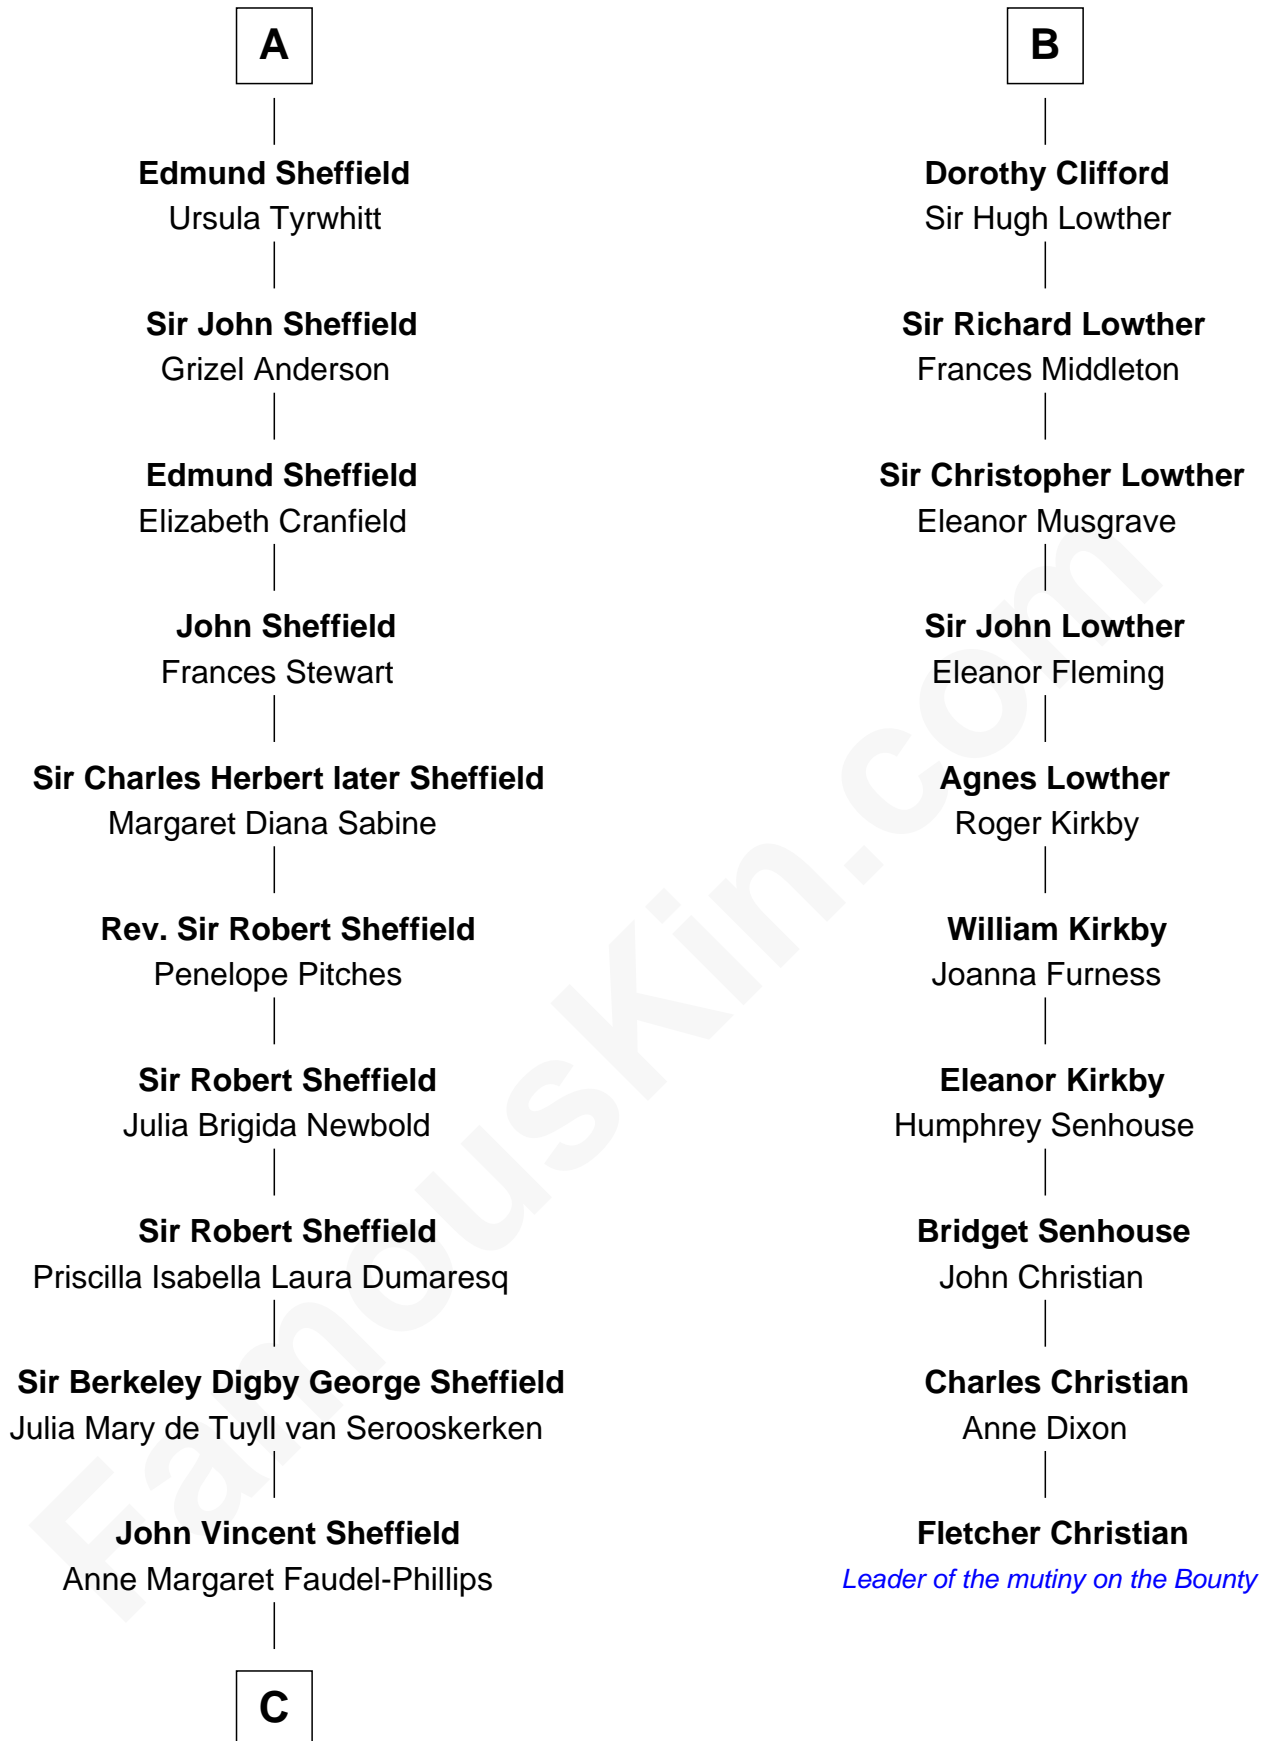 A
Edmund Sheffield
Ursula Tyrwhitt
Sir John Sheffield
Grizel Anderson
Edmund Sheffield
Elizabeth Cranfield
John Sheffield
Frances Stewart
Sir Charles Herbert later Sheffield
Margaret Diana Sabine
Rev. Sir Robert Sheffield
Penelope Pitches
Sir Robert Sheffield
Julia Brigida Newbold
Sir Robert Sheffield
Priscilla Isabella Laura Dumaresq
Sir Berkeley Digby George Sheffield
Julia Mary de Tuyll van Serooskerken
John Vincent Sheffield
Anne Margaret Faudel-Phillips
C
B
Dorothy Clifford
Sir Hugh Lowther
Sir Richard Lowther
Frances Middleton
Sir Christopher Lowther
Eleanor Musgrave
Sir John Lowther
Eleanor Fleming
Agnes Lowther
Roger Kirkby
William Kirkby
Joanna Furness
Eleanor Kirkby
Humphrey Senhouse
Bridget Senhouse
John Christian
Charles Christian
Anne Dixon
Fletcher Christian
Leader of the mutiny on the Bounty
FamousKin.com